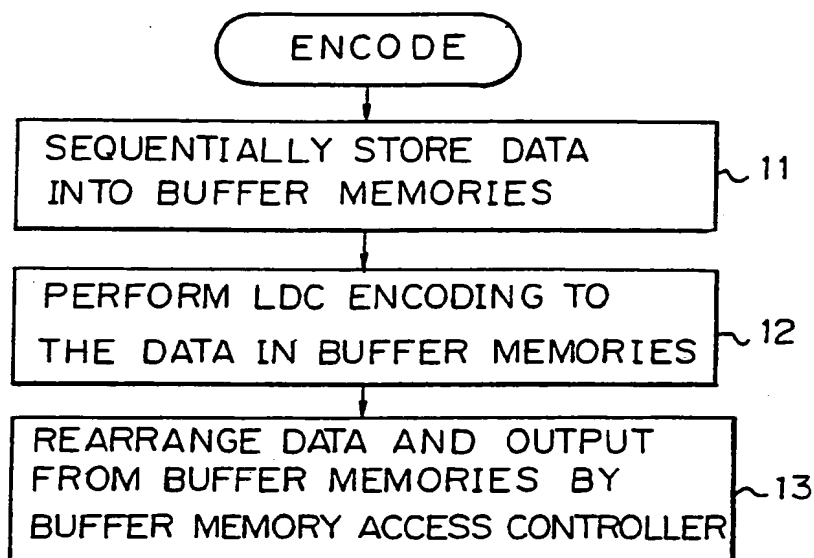 ENCODE
SEQUENTIALLY STORE DATA
INTO BUFFER MEMORIES
11
PERFORM LDC ENCODING TO
THE DATA IN BUFFER MEMORIES
12
REARRANGE DATA AND OUTPUT
FROM BUFFER MEMORIES BY
BUFFER MEMORY ACCESS CONTROLLER
13